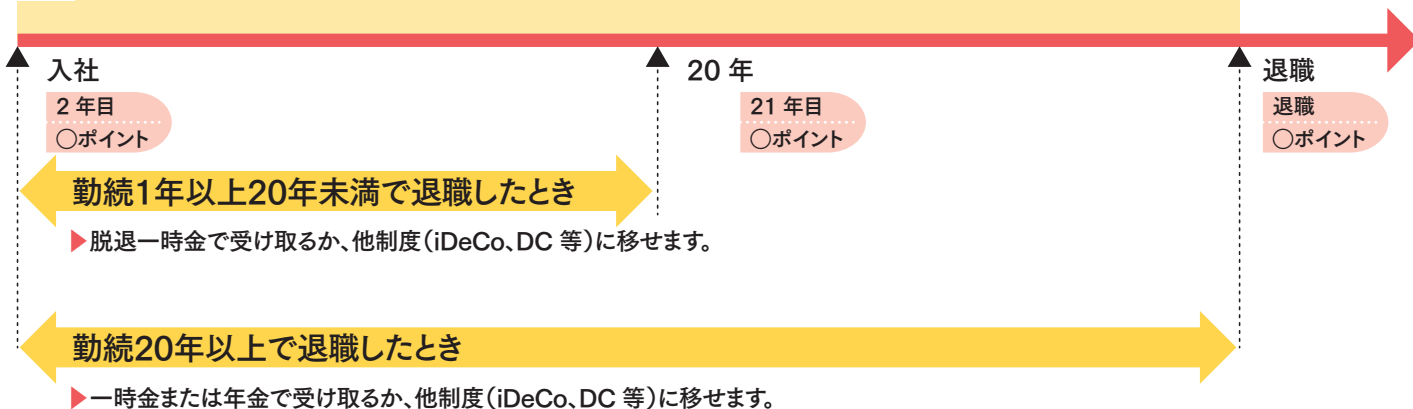 入社
20 年
退職
2 年目
○ポイント
21 年目
○ポイント
退職
○ポイント
勤続1年以上20年未満で退職したとき
▶脱退一時金で受け取るか、他制度（iDeCo、DC 等）に移せます。
勤続20年以上で退職したとき
▶一時金または年金で受け取るか、他制度（iDeCo、DC 等）に移せます。